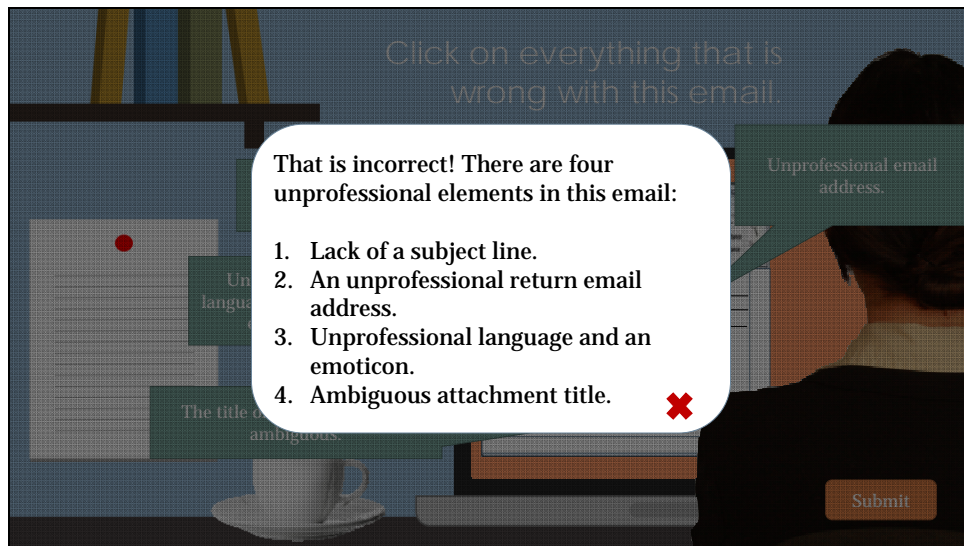 Click on everything that is
wrong with this email.
Unprofessional email
address.
That is incorrect! There are four
unprofessional elements in this email:
1. Lack of a subject line.
2. An unprofessional return email
address.
3. Unprofessional language and an
emoticon.
4. Ambiguous attachment title.
The title
ambiguous.
Submit